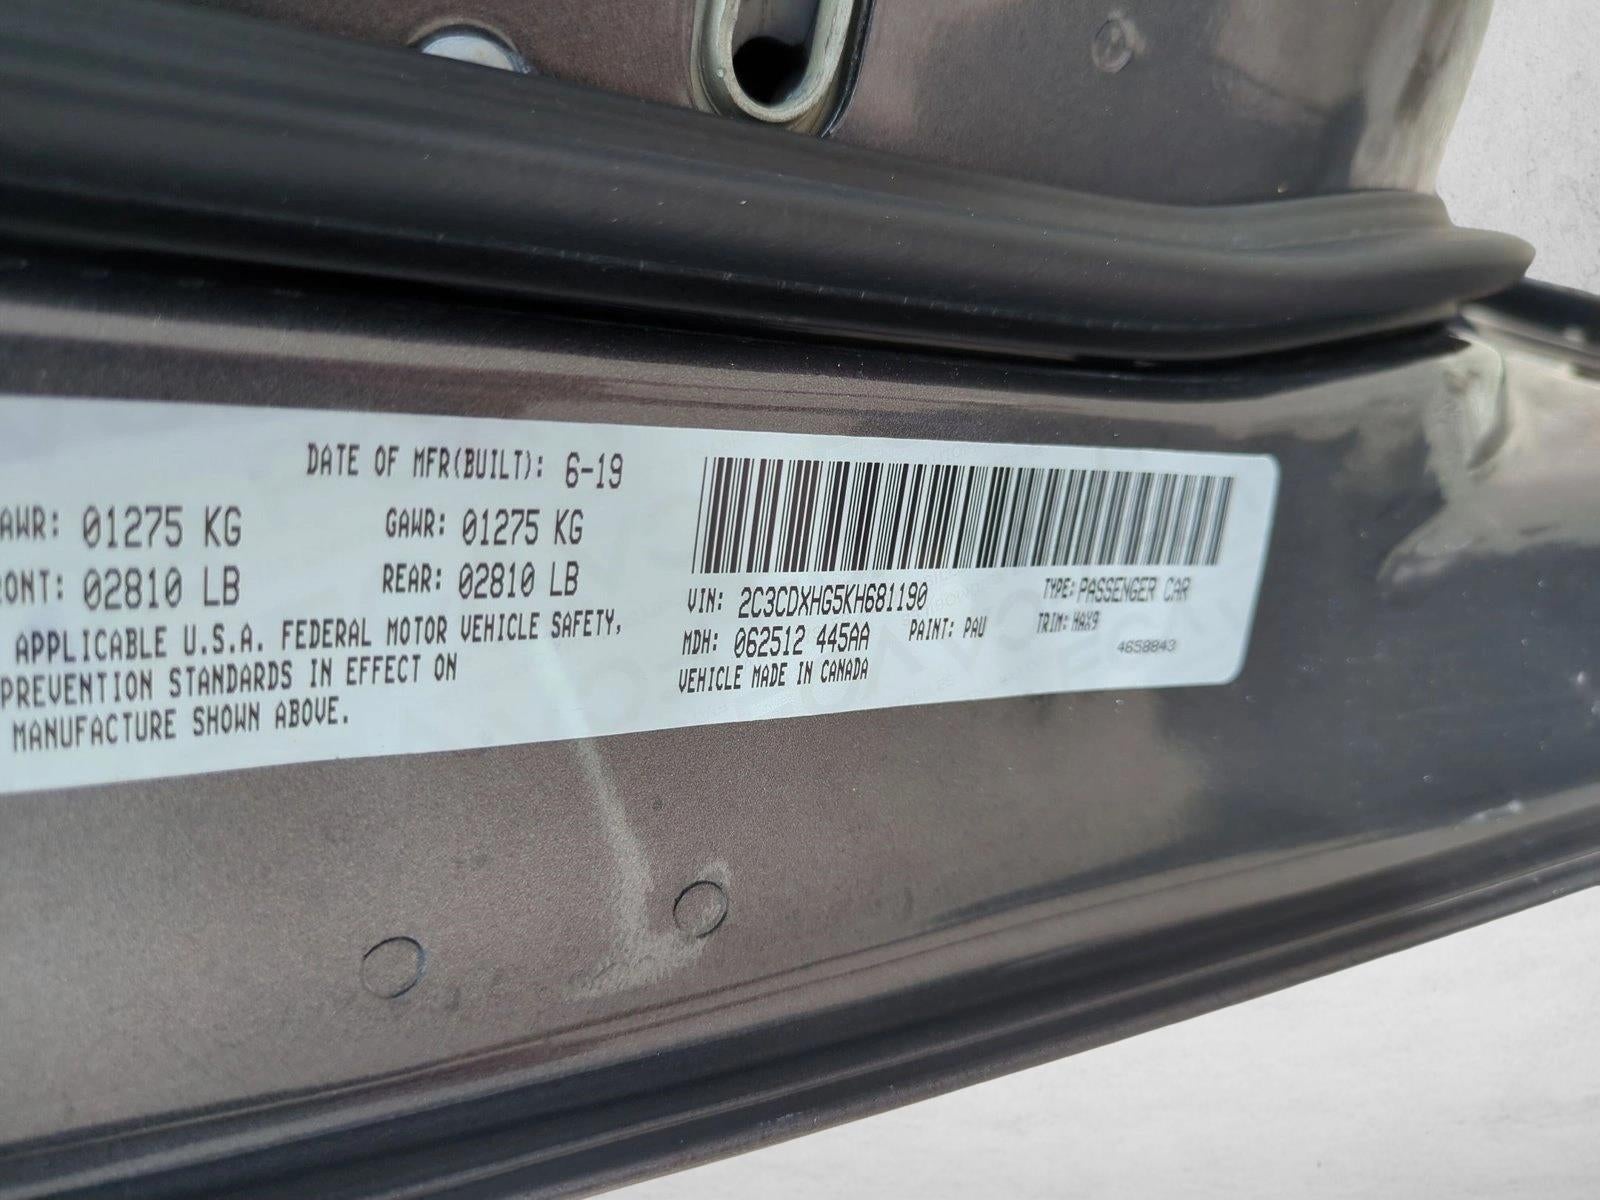 DATE OF MFR(BUILT): 6-19
AWR: 01275 KG GAWR: 01275 KG
ONT: 02810 LB REAR: 02810 LB
APPLICABLE U.S.A. FEDERAL MOTOR VEHICLE SAFETY,
PREVENTION STANDARDS IN EFFECT ON
MANUFACTURE SHOWN ABOVE.
VIN: 2C3CDXHG5KH681190 TYPE: PASSENGER CAR
MDH: 062512 445AA PAINT: PAU TRIM: HAX9
VEHICLE MADE IN CANADA 4658843